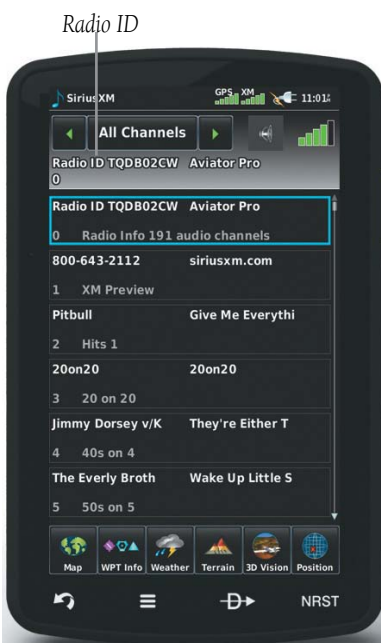 Radio ID
SiriusXM GPS XM 11:01
All Channels
Radio ID TQDB02CW Aviator Pro
0
Radio ID TQDB02CW Aviator Pro
0 Radio Info 191 audio channels
800-643-2112 siriusxm.com
1 XM Preview
Pitbull Give Me Everythi
2 Hits 1
20on20 20on20
3 20 on 20
Jimmy Dorsey v/K They're Either T
4 40s on 4
The Everly Broth Wake Up Little S
5 50s on 5
Map WPT Info Weather Terrain 3D Vision Position
D NRST